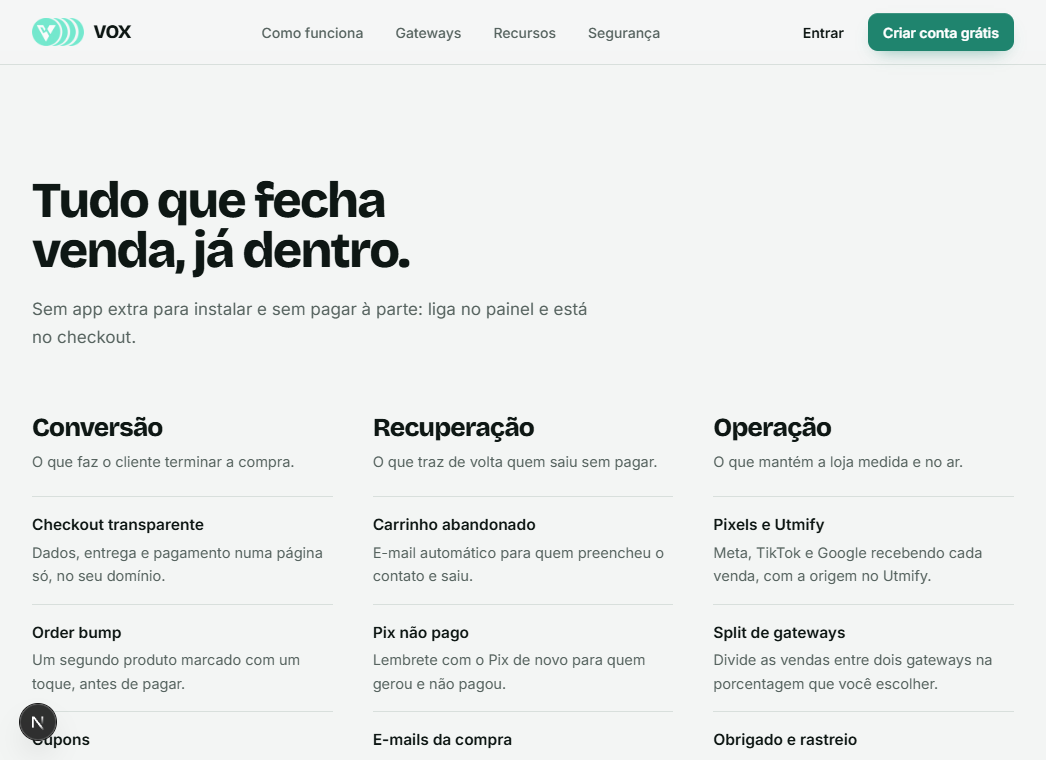 VOX
Como funciona
Gateways
Recursos
Segurança
Entrar
Criar conta grátis
Tudo que fecha
venda, já dentro.
Sem app extra para instalar e sem pagar à parte: liga no painel e está
no checkout.
Conversão
O que faz o cliente terminar a compra.
Checkout transparente
Dados, entrega e pagamento numa página
só, no seu domínio.
Order bump
Um segundo produto marcado com um
toque, antes de pagar.
Cupons
Recuperação
O que traz de volta quem saiu sem pagar.
Carrinho abandonado
E-mail automático para quem preencheu o
contato e saiu.
Pix não pago
Lembrete com o Pix de novo para quem
gerou e não pagou.
E-mails da compra
Operação
O que mantém a loja medida e no ar.
Pixels e Utmify
Meta, TikTok e Google recebendo cada
venda, com a origem no Utmify.
Split de gateways
Divide as vendas entre dois gateways na
porcentagem que você escolher.
Obrigado e rastreio